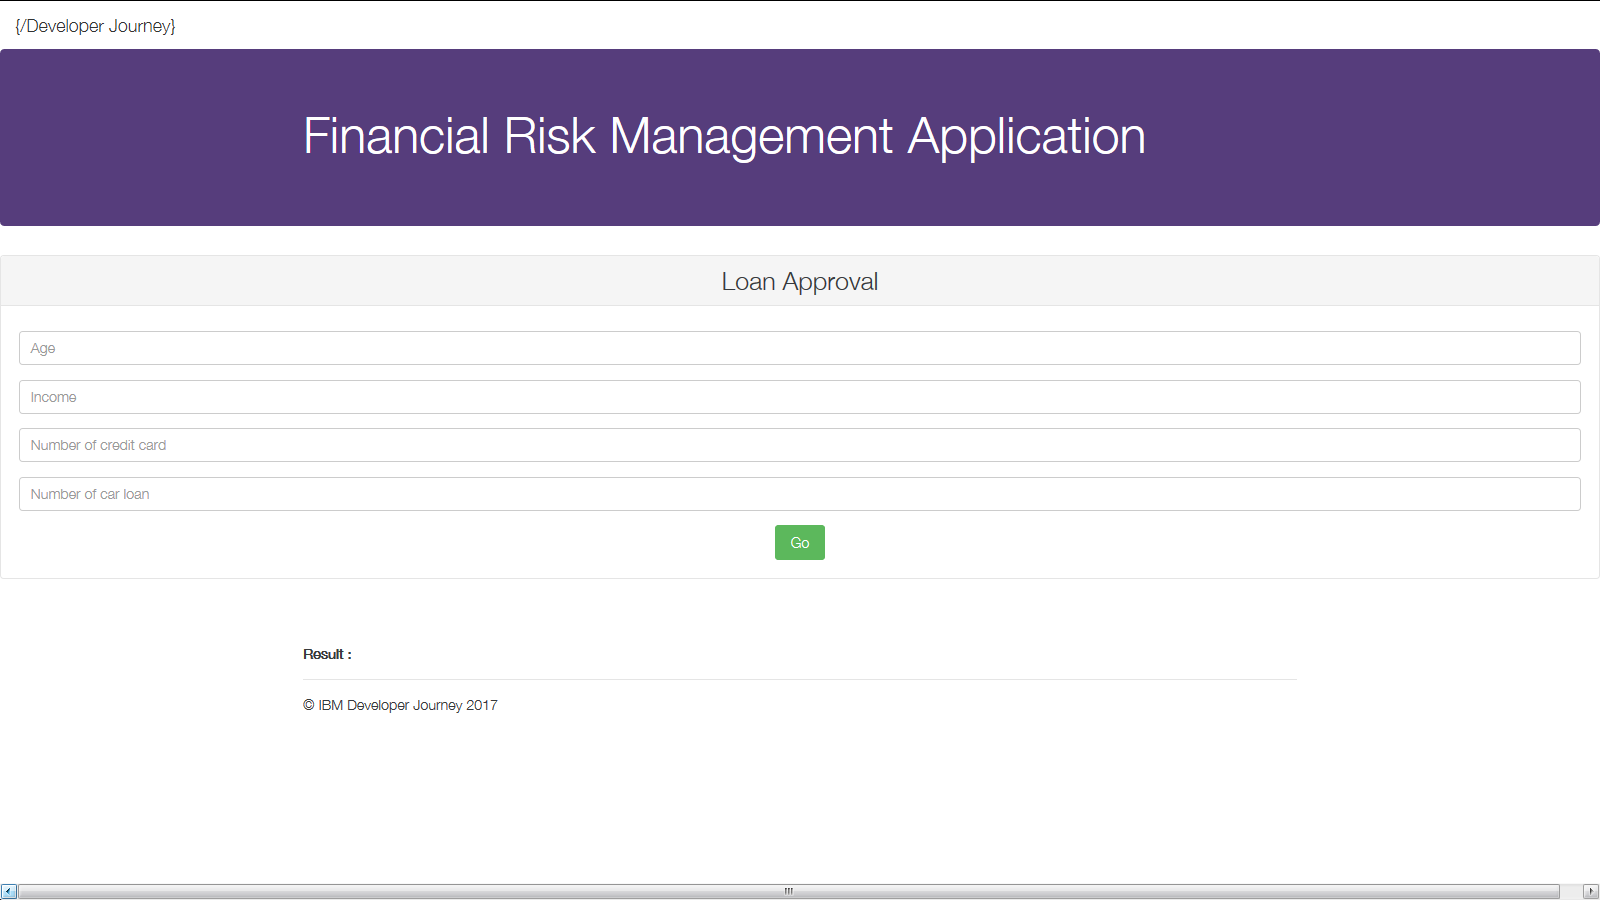 {/Developer Journey}
Financial Risk Management Application
Loan Approval
Age
Income
Number of credit card
Number of car loan
Go
Result :
© IBM Developer Journey 2017